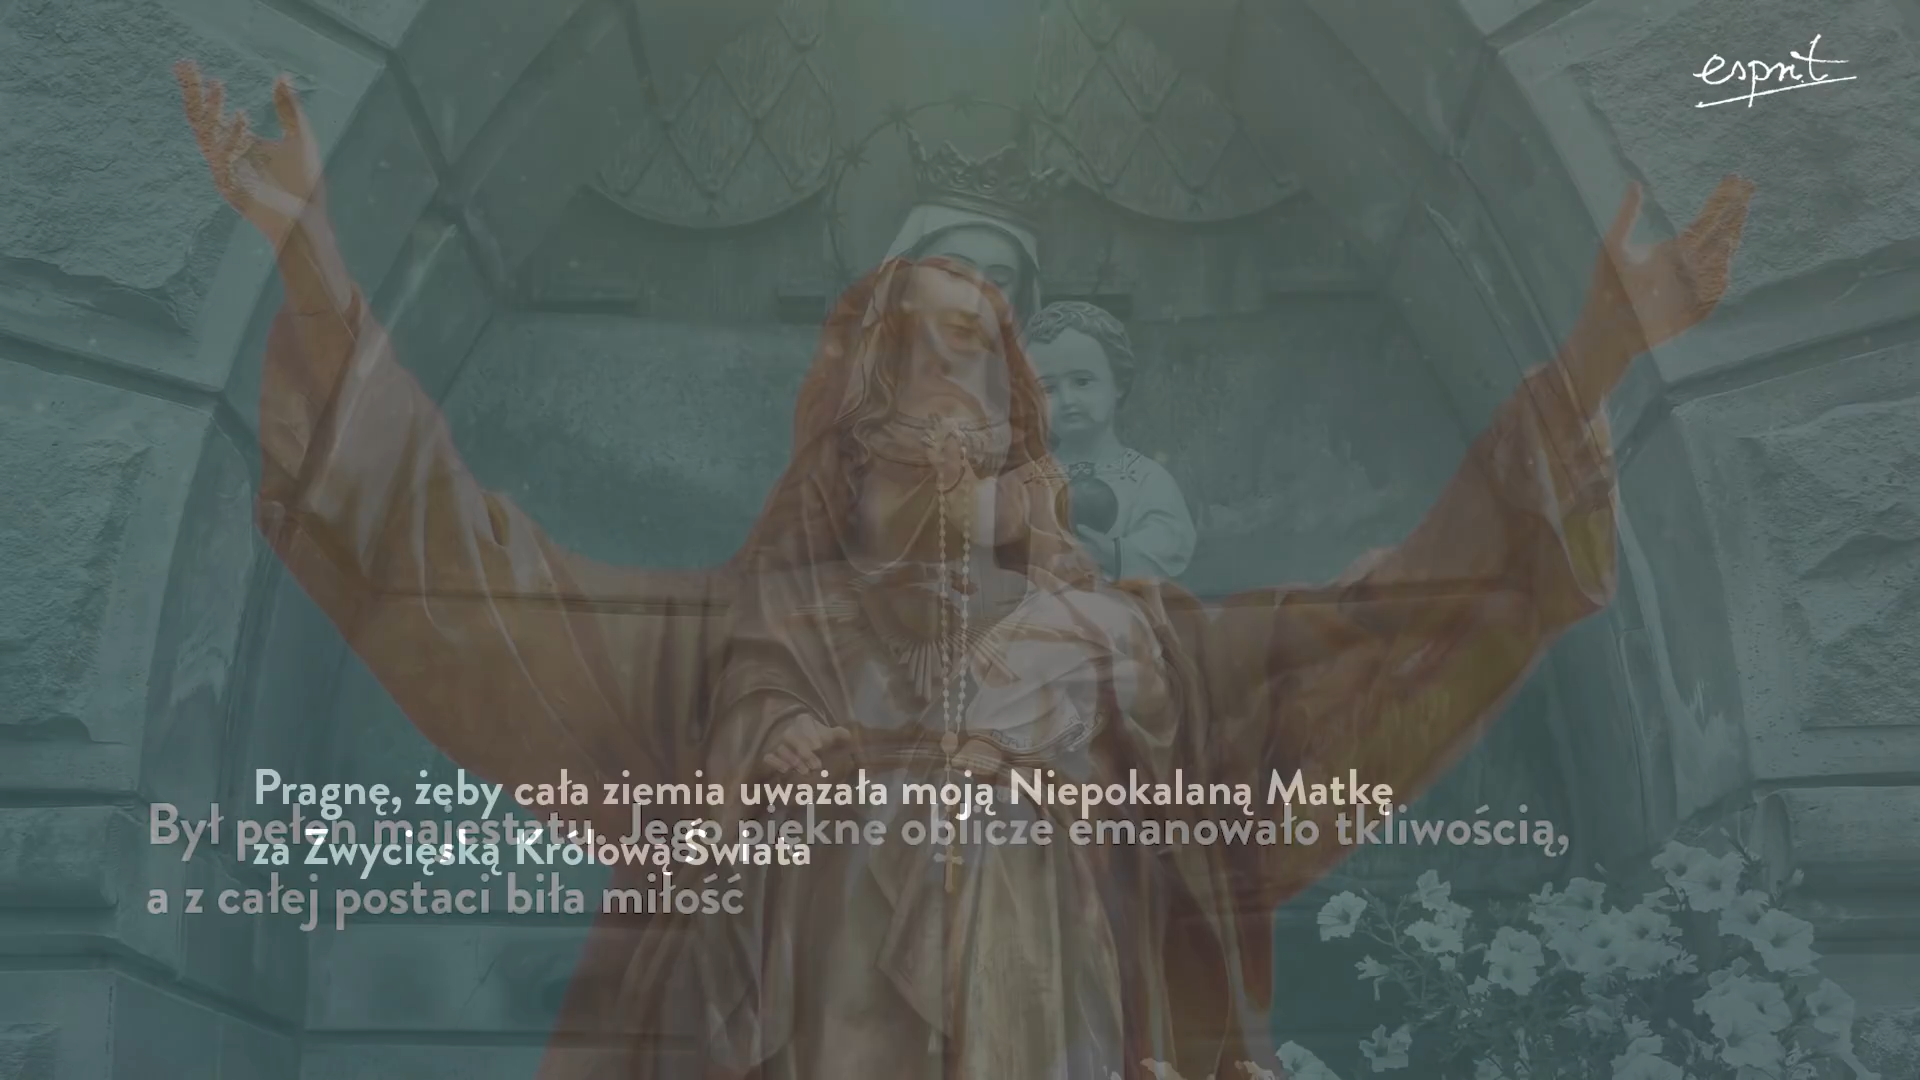 esprit
Pragnę, żeby cała ziemia uważała moją Niepokalaną Matkę
za Zwycięską Królową Świata
Był pełen majestatu. Jego piękne oblicze emanowało tkliwością,
a z całej postaci biła miłość